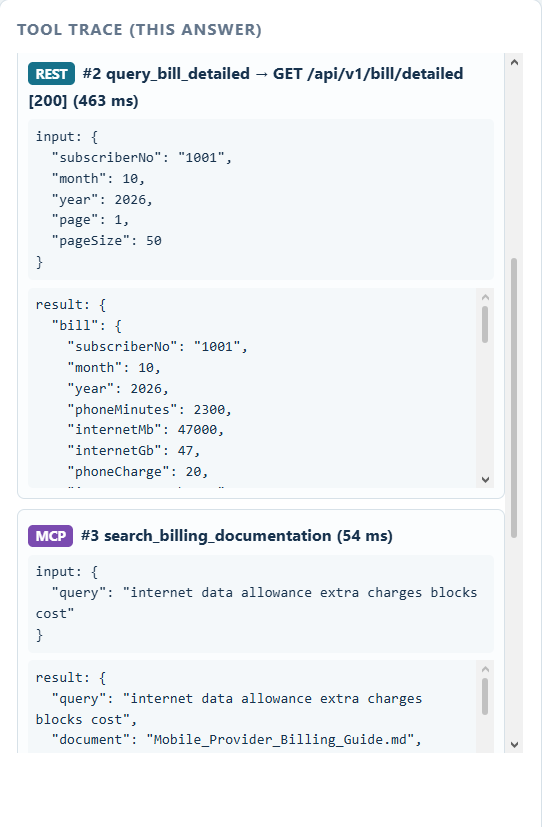 TOOL TRACE (THIS ANSWER)
REST #2 query_bill_detailed → GET /api/v1/bill/detailed
[200] (463 ms)
input: {
  "subscriberNo": "1001",
  "month": 10,
  "year": 2026,
  "page": 1,
  "pageSize": 50
}
result: {
  "bill": {
    "subscriberNo": "1001",
    "month": 10,
    "year": 2026,
    "phoneMinutes": 2300,
    "internetMb": 47000,
    "internetGb": 47,
    "phoneCharge": 20,
MCP #3 search_billing_documentation (54 ms)
input: {
  "query": "internet data allowance extra charges blocks
cost"
}
result: {
  "query": "internet data allowance extra charges
blocks cost",
  "document": "Mobile_Provider_Billing_Guide.md",